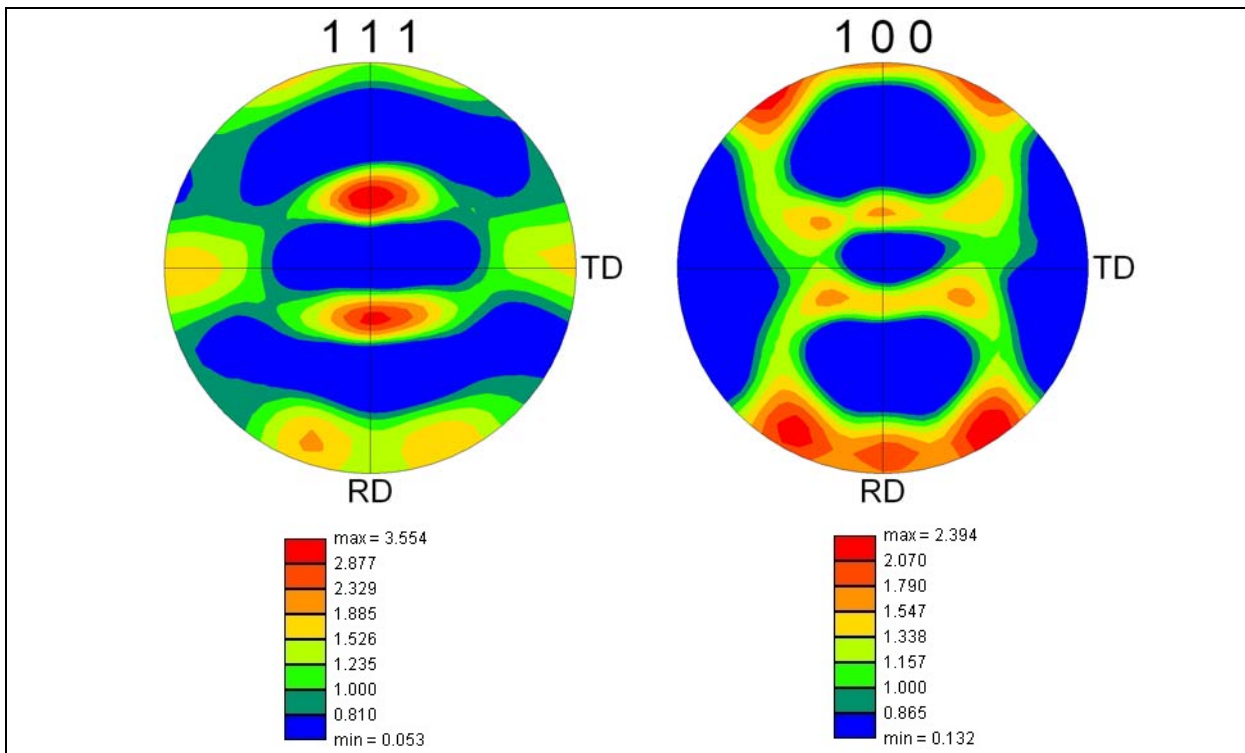 1 1 1
1 0 0
TD
TD
RD
RD
max = 3.554
2.877
2.329
1.885
1.526
1.235
1.000
0.810
min = 0.053
max = 2.394
2.070
1.790
1.547
1.338
1.157
1.000
0.865
min = 0.132